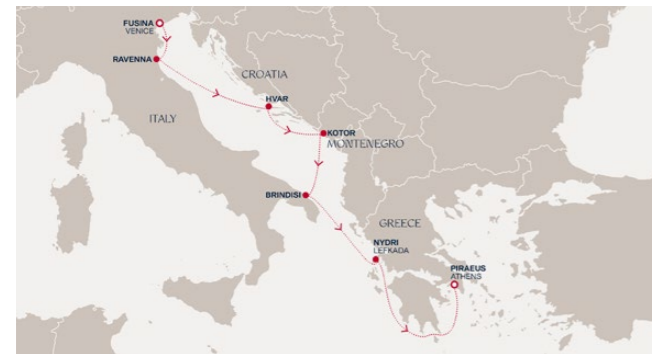 FUSINA
VENICE
RAVENNA
CROATIA
HVAR
ITALY
KOTOR
MONTENEGRO
BRINDISI
GREECE
NYDRI
LEFKADA
PIRAEUS
ATHENS